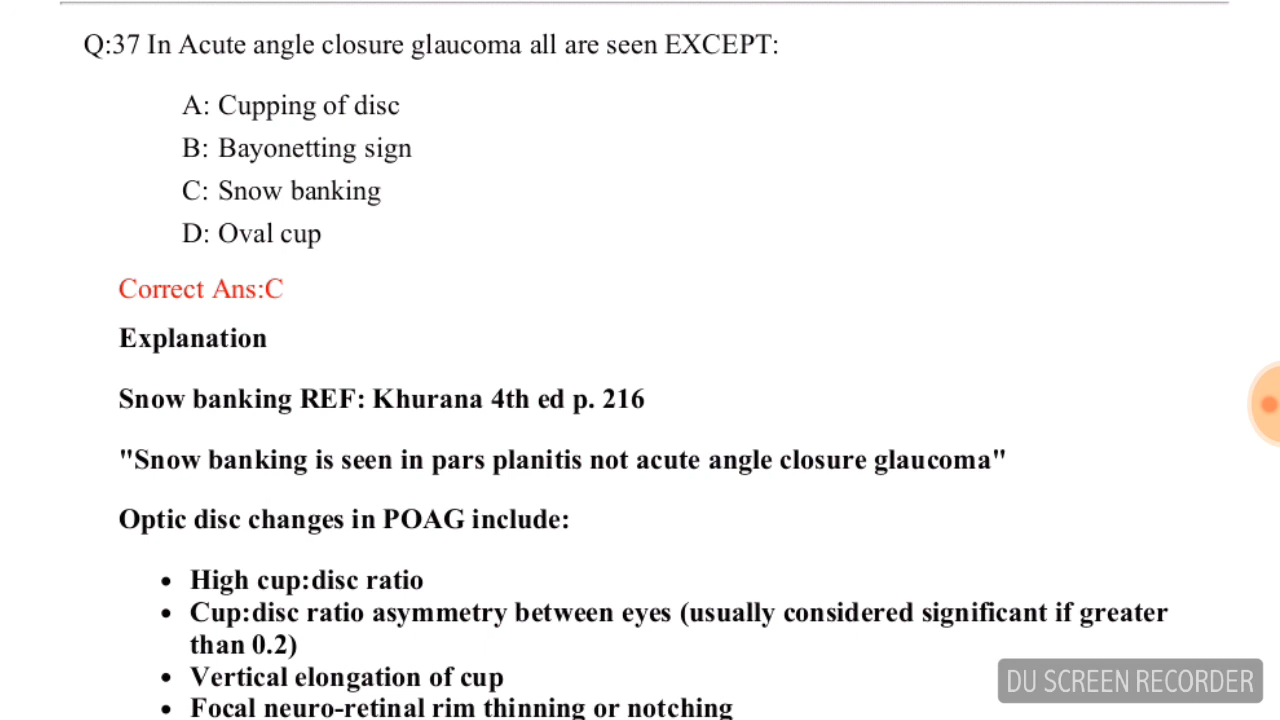 Q:37 In Acute angle closure glaucoma all are seen EXCEPT:
A: Cupping of disc
B: Bayonetting sign
C: Snow banking
D: Oval cup
Correct Ans:C
Explanation
Snow banking REF: Khurana 4th ed p. 216
"Snow banking is seen in pars planitis not acute angle closure glaucoma"
Optic disc changes in POAG include:
• High cup:disc ratio
• Cup:disc ratio asymmetry between eyes (usually considered significant if greater
than 0.2)
• Vertical elongation of cup
• Focal neuro-retinal rim thinning or notching
DU SCREEN RECORDER